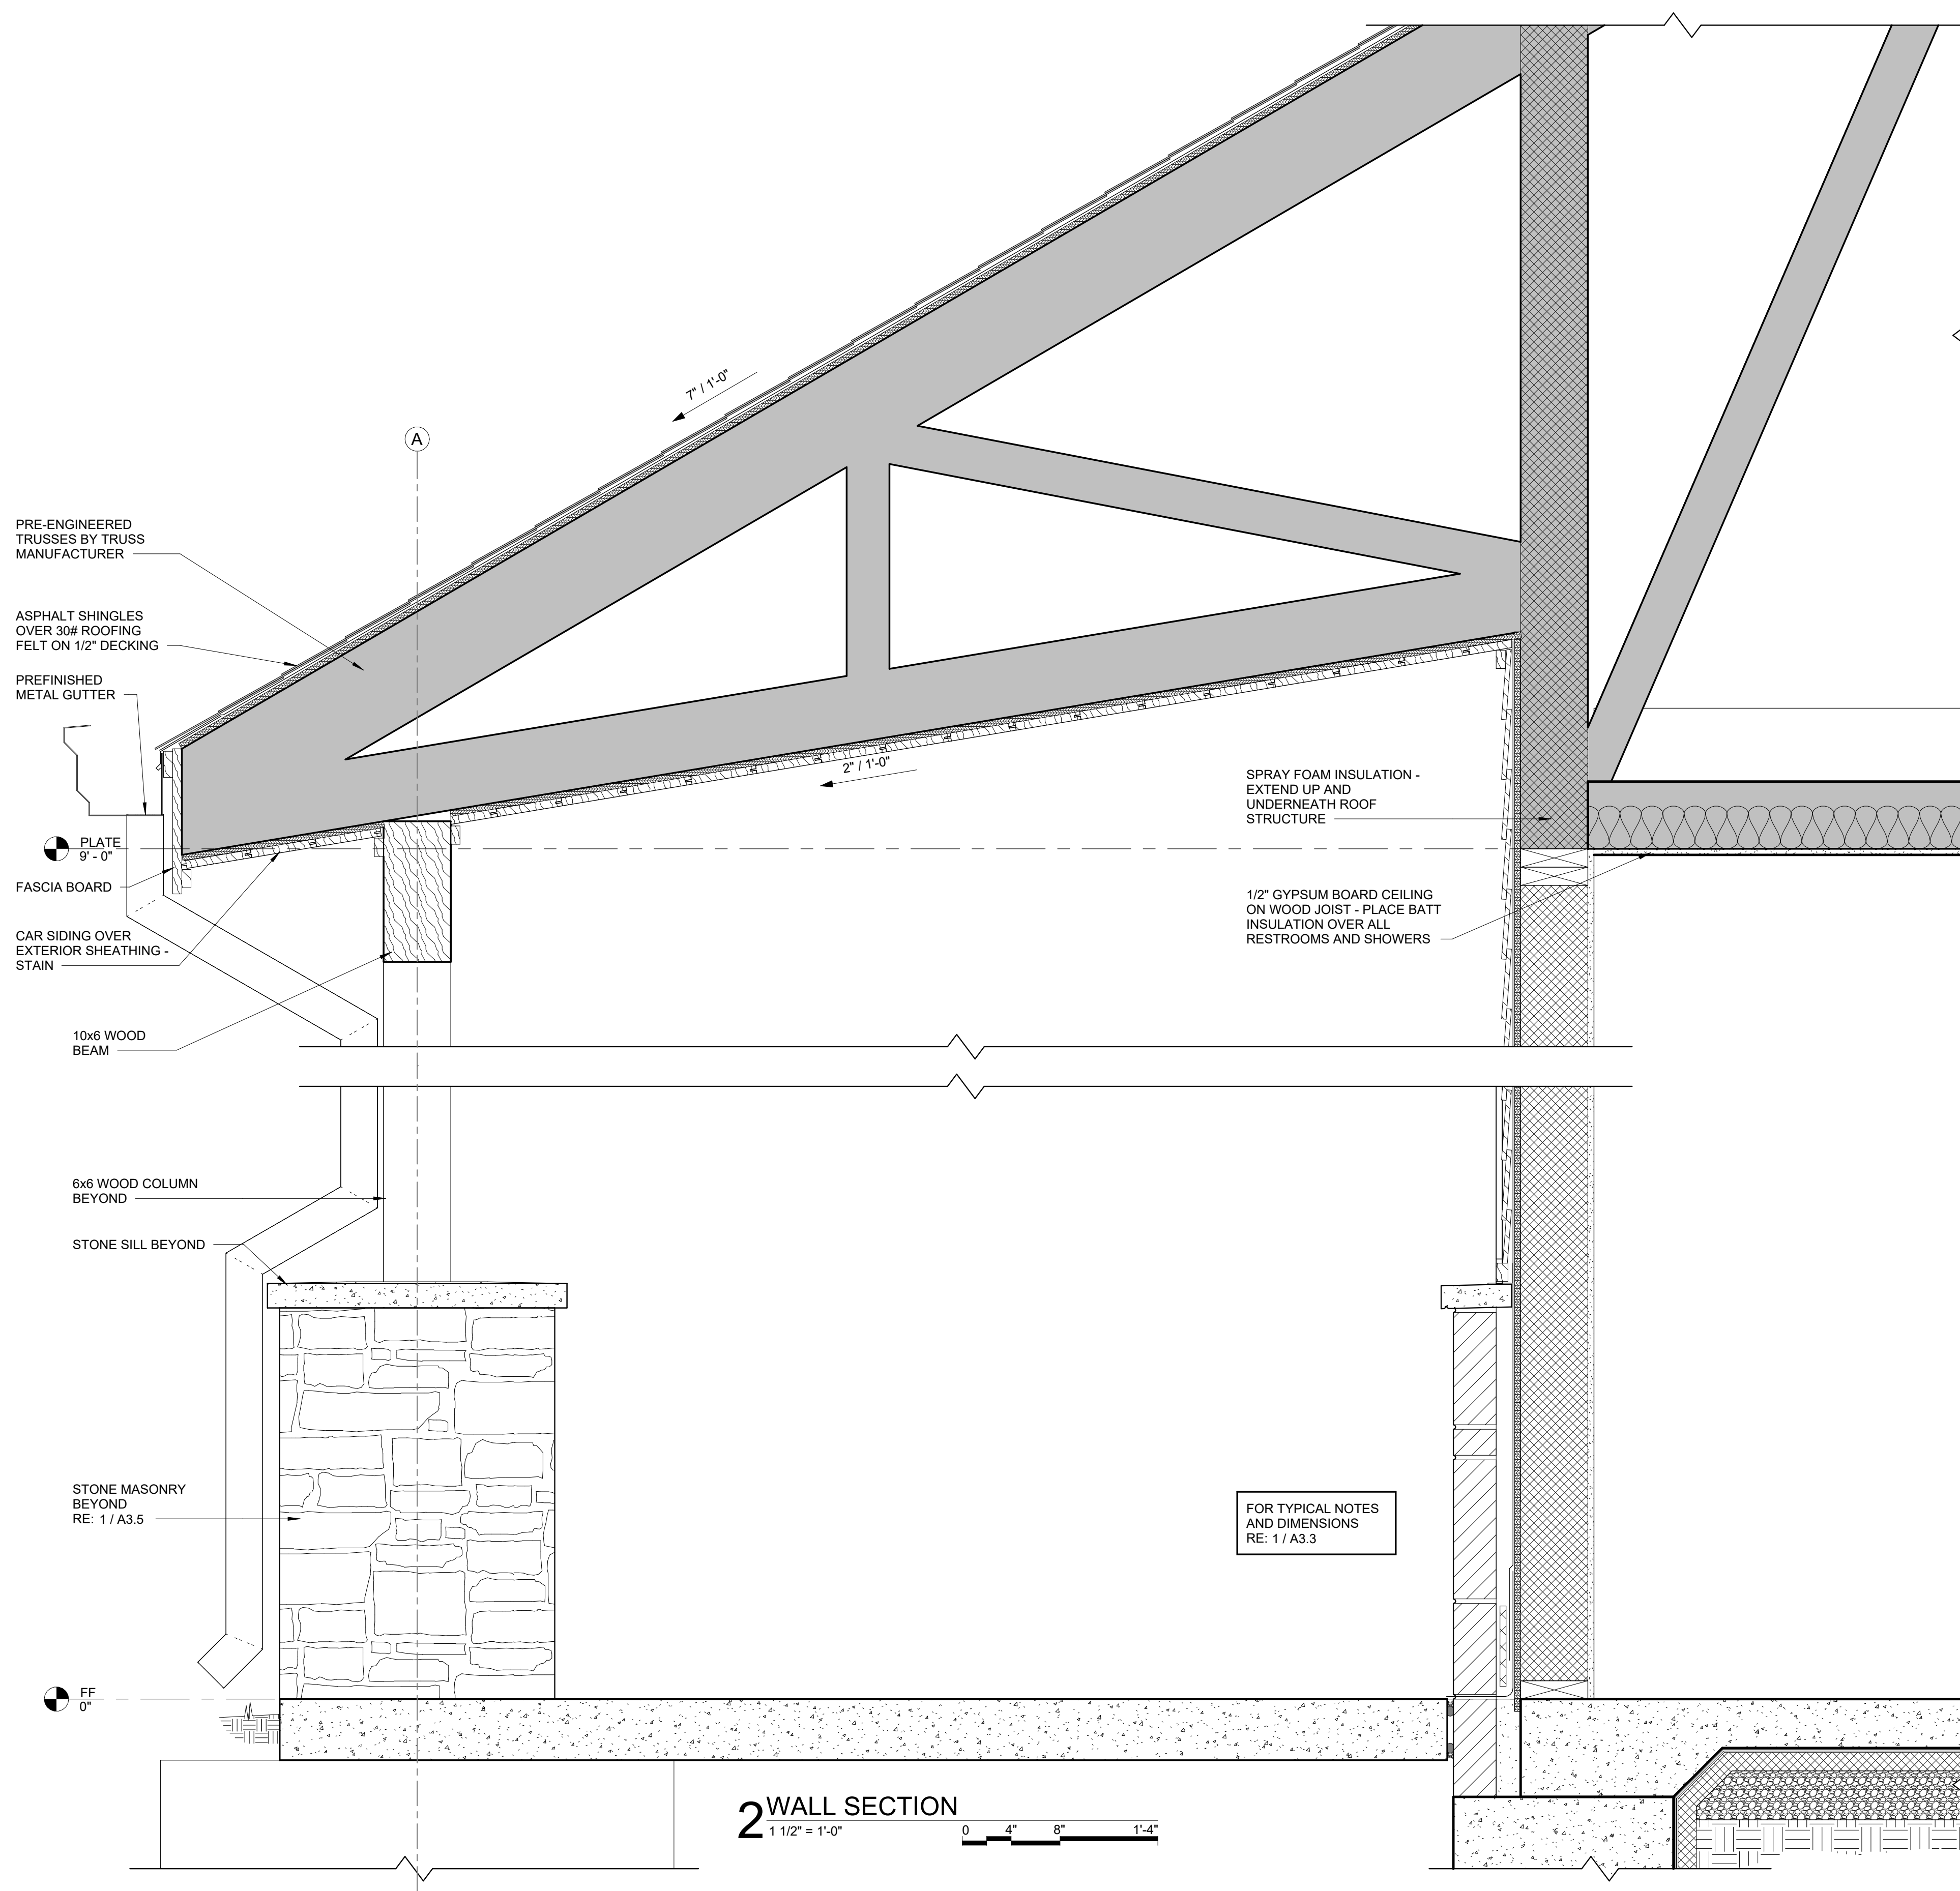 7" / 1'-0"
A
PRE-ENGINEERED
TRUSSES BY TRUSS
MANUFACTURER
ASPHALT SHINGLES
OVER 30# ROOFING
FELT ON 1/2" DECKING
PREFINISHED
METAL GUTTER
2" / 1'-0"
SPRAY FOAM INSULATION -
EXTEND UP AND
UNDERNEATH ROOF
STRUCTURE
PLATE
9' - 0"
FASCIA BOARD
1/2" GYPSUM BOARD CEILING
ON WOOD JOIST - PLACE BATT
INSULATION OVER ALL
RESTROOMS AND SHOWERS
CAR SIDING OVER
EXTERIOR SHEATHING -
STAIN
10x6 WOOD
BEAM
6x6 WOOD COLUMN
BEYOND
STONE SILL BEYOND
STONE MASONRY
BEYOND
RE: 1 / A3.5
FOR TYPICAL NOTES
AND DIMENSIONS
RE: 1 / A3.3
FF
0"
2 WALL SECTION
1 1/2" = 1'-0"
0 4" 8" 1'-4"